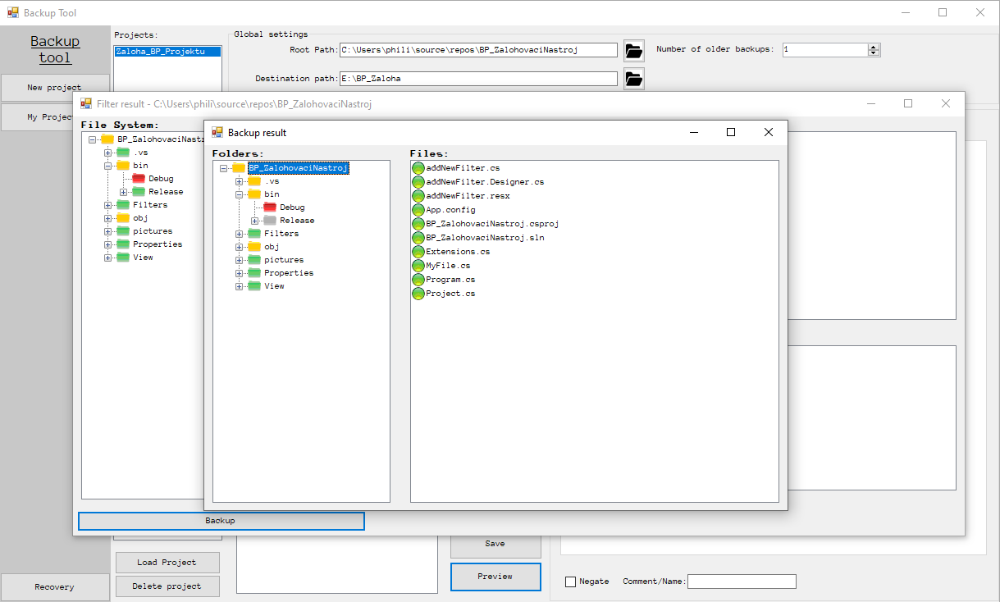 Backup Tool
Backup
tool
New project
My Projec
Recovery
Projects:
Zaloha_BP_Projektu
Load Project
Delete project
Global settings
Root Path: C:\Users\phili\source\repos\BP_ZalohovaciNastroj
Number of older backups: 1
Destination path: E:\BP_Zaloha
Filter result - C:\Users\phili\source\repos\BP_ZalohovaciNastroj
File System:
BP_ZalohovaciNastr
.vs
bin
Debug
Release
Filters
obj
pictures
Properties
View
Backup
Backup result
Folders:
BP_ZalohovaciNastroj
.vs
bin
Debug
Release
Filters
obj
pictures
Properties
View
Files:
addNewFilter.cs
addNewFilter.Designer.cs
addNewFilter.resx
App.config
BP_ZalohovaciNastroj.csproj
BP_ZalohovaciNastroj.sln
Extensions.cs
MyFile.cs
Program.cs
Project.cs
Save
Preview
Negate
Comment/Name: